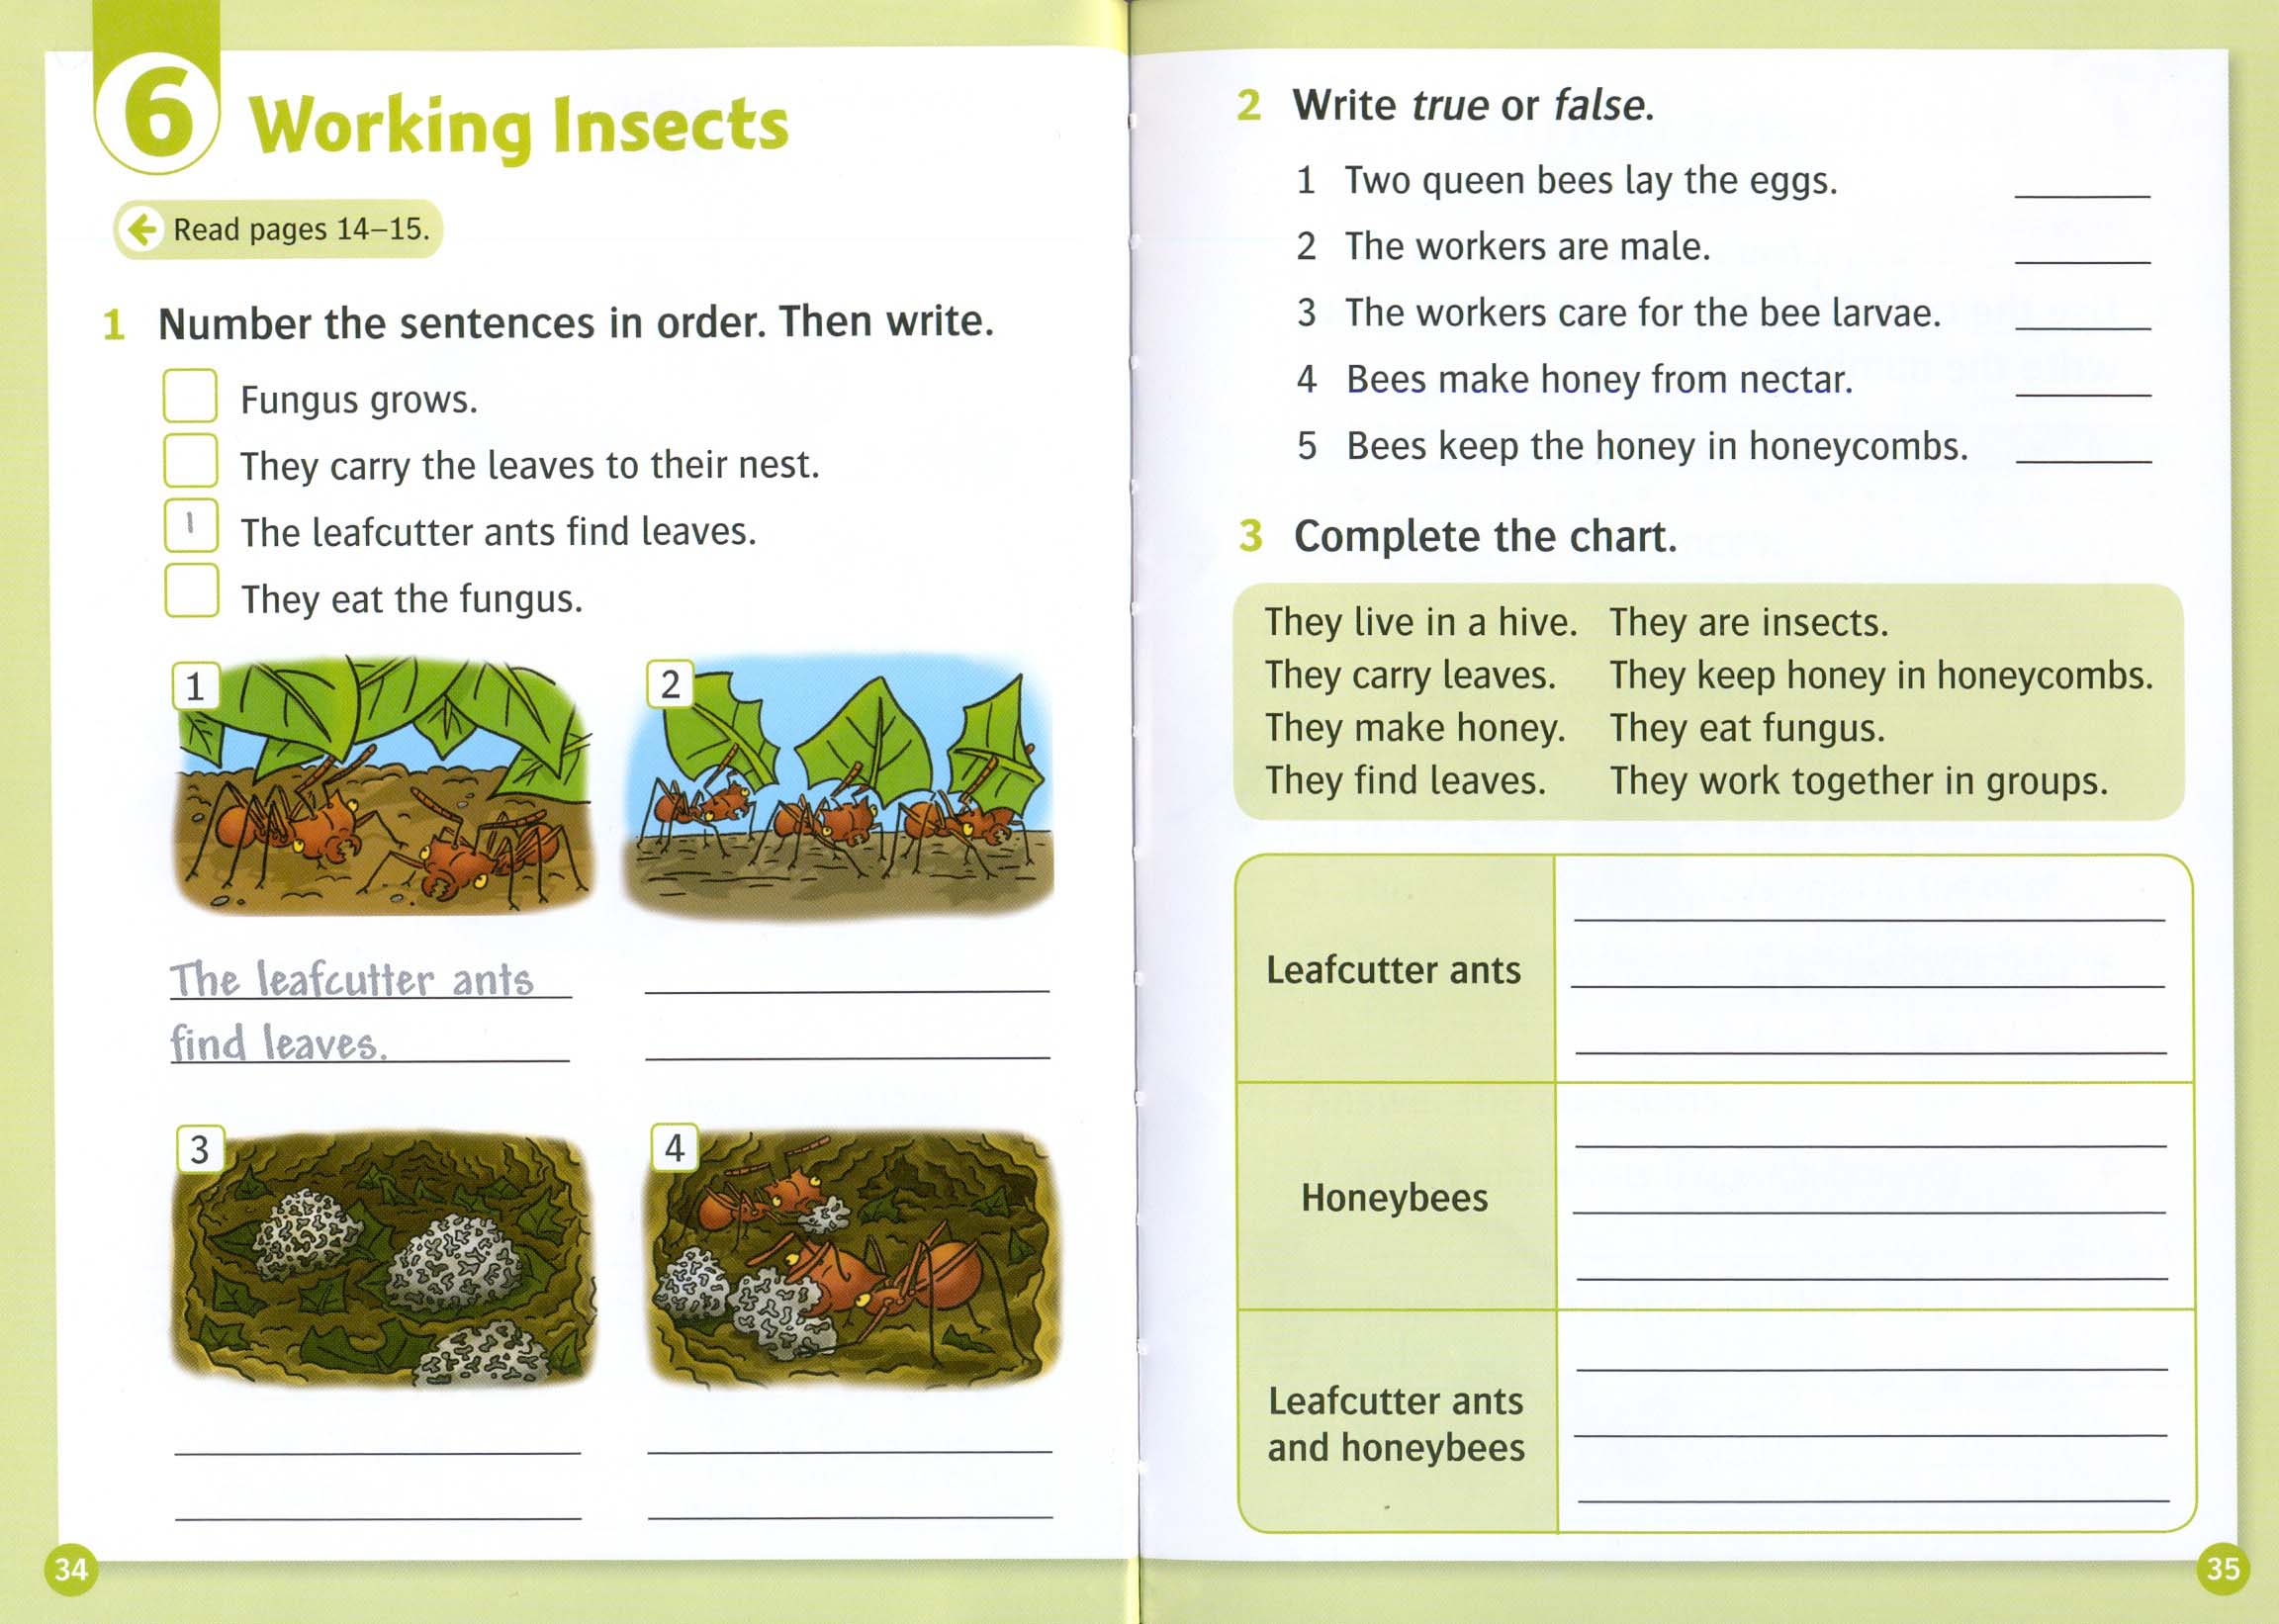 6
Working Insects
Read pages 14–15.
1 Number the sentences in order. Then write.
Fungus grows.
They carry the leaves to their nest.
1 The leafcutter ants find leaves.
They eat the fungus.
1
2
The leafcutter ants
find leaves.
3
4
34
2 Write true or false.
1 Two queen bees lay the eggs.
2 The workers are male.
3 The workers care for the bee larvae.
4 Bees make honey from nectar.
5 Bees keep the honey in honeycombs.
3 Complete the chart.
They live in a hive. They are insects.
They carry leaves. They keep honey in honeycombs.
They make honey. They eat fungus.
They find leaves. They work together in groups.
Leafcutter ants
Honeybees
Leafcutter ants
and honeybees
35